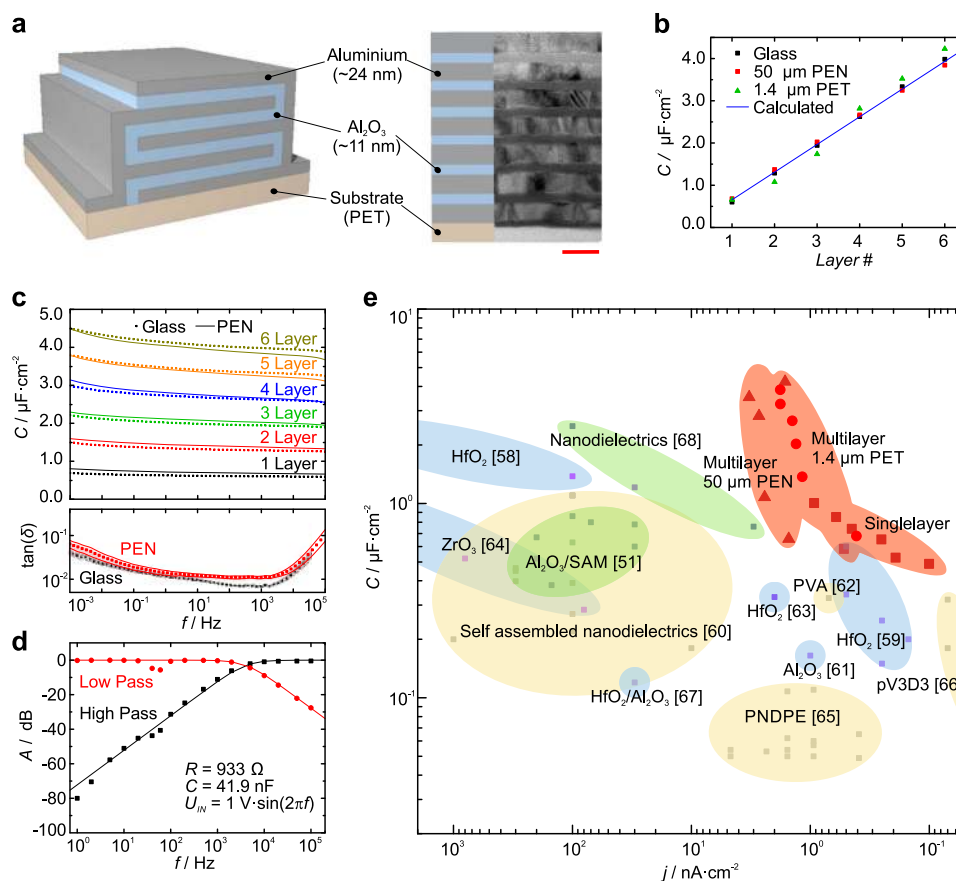 a
Aluminium
(~24 nm)
Al₂O₃
(~11 nm)
Substrate
(PET)
b
C / µF·cm⁻²
4.0
3.0
2.0
1.0
0.0
Glass
50 µm PEN
1.4 µm PET
Calculated
1 2 3 4 5 6
Layer #
c
C / µF·cm⁻²
5.0
4.0
3.0
2.0
1.0
0.0
Glass
PEN
6 Layer
5 Layer
4 Layer
3 Layer
2 Layer
1 Layer
tan(δ)
10⁻¹
10⁻²
PEN
Glass
10⁻³ 10⁻¹ 10¹ 10³ 10⁵
f / Hz
d
A / dB
0
-20
-40
-60
-80
-100
Low Pass
High Pass
R = 933 Ω
C = 41.9 nF
U_IN = 1 V·sin(2πf)
10⁰ 10¹ 10² 10³ 10⁴ 10⁵
f / Hz
e
C / µF·cm⁻²
10¹
10⁰
10⁻¹
HfO₂ [58]
Nanodielectrics [68]
Multilayer
50 µm PEN
Multilayer
1.4 µm PET
Singlelayer
ZrO₃ [64]
Al₂O₃/SAM [51]
PVA [62]
HfO₂
[63]
Self assembled nanodielectrics [60]
HfO₂ [59]
Al₂O₃ [61]
pV3D3 [66]
HfO₂/Al₂O₃ [67]
PNDPE [65]
10³ 10² 10¹ 10⁰ 10⁻¹
j / nA·cm⁻²